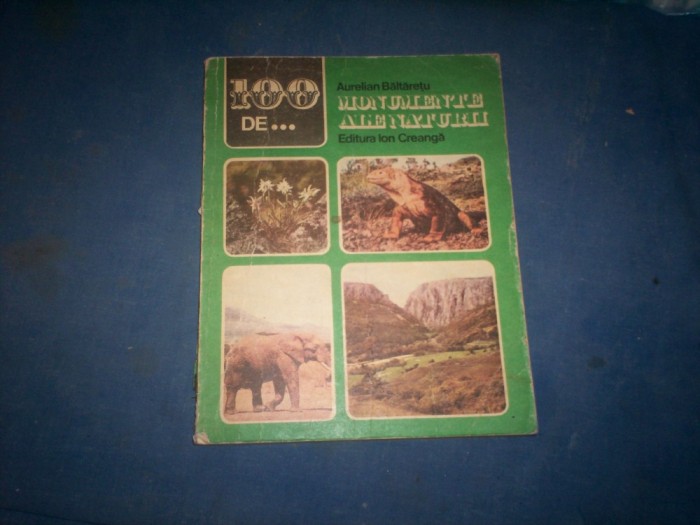 100
DE...
Aurelian Băltărețu
MONUMENTE
ALE NATURII
Editura Ion Creangă